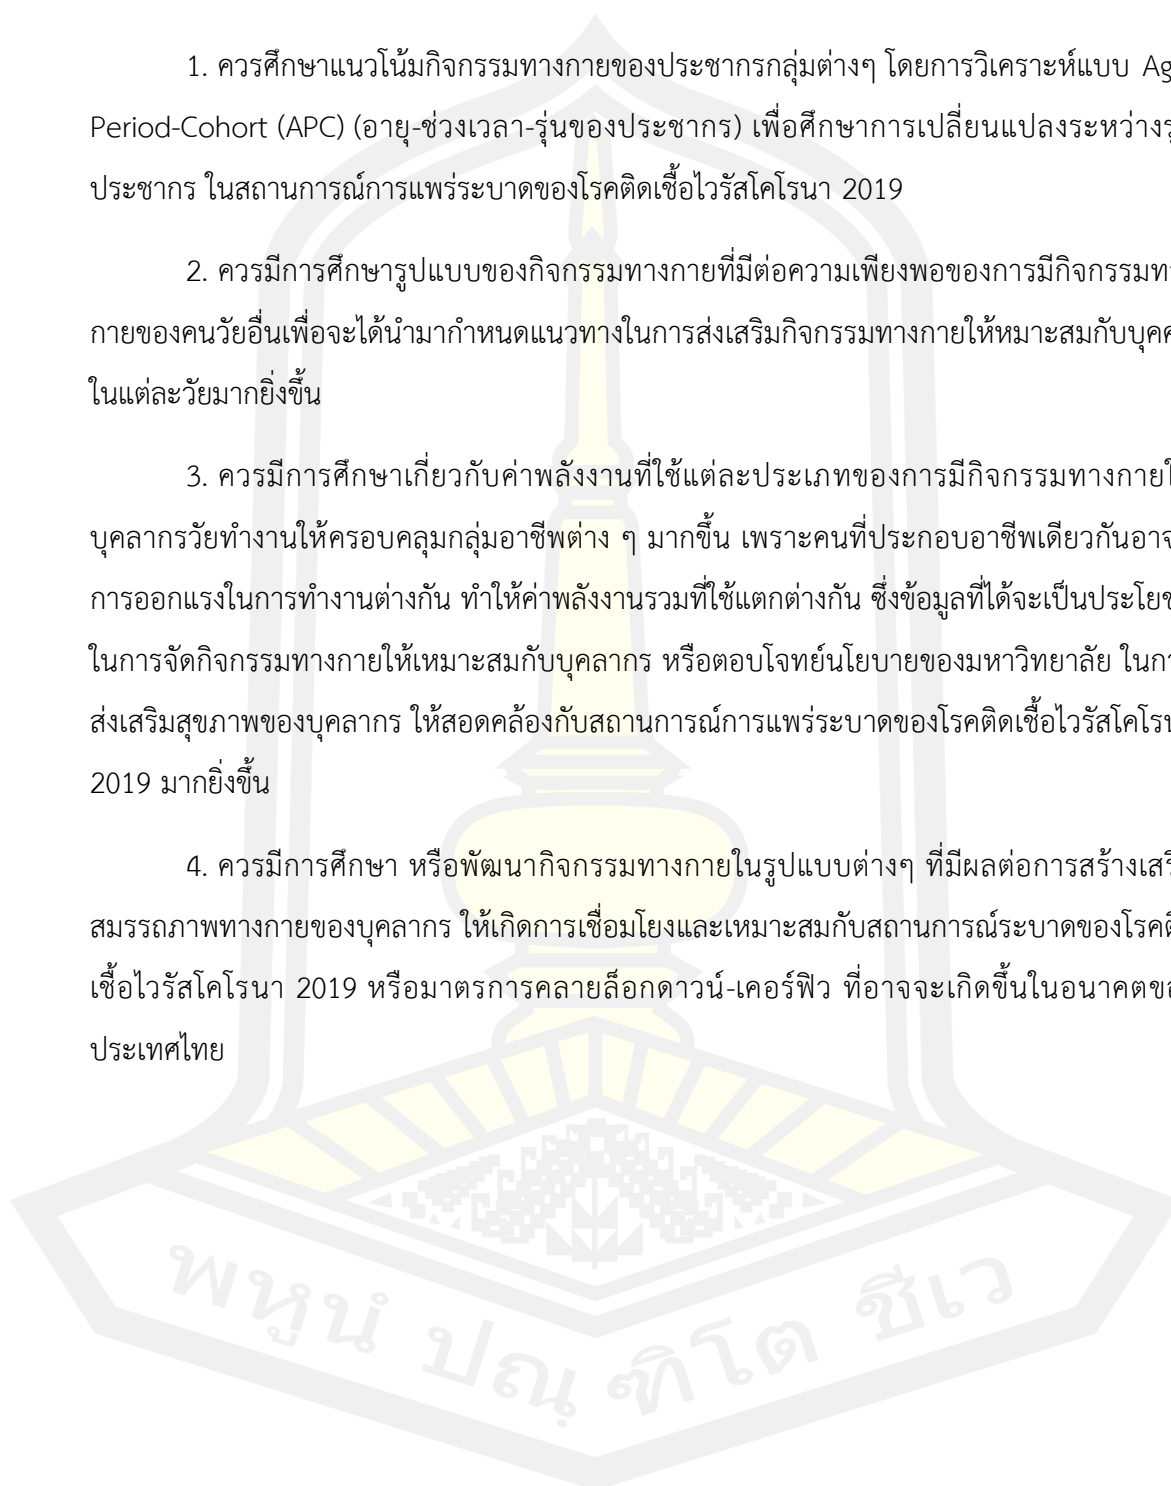 1. ควรศึกษาแนวโน้มกิจกรรมทางกายของประชากรกลุ่มต่างๆ โดยการวิเคราะห์แบบ
Period-Cohort (APC) (อายุ-ช่วงเวลา-รุ่นของประชากร) เพื่อศึกษาการเปลี่ยนแปลงระหว่าง
ประชากร ในสถานการณ์การแพร่ระบาดของโรคติดเชื้อไวรัสโคโรนา 2019
2. ควรมีการศึกษารูปแบบของกิจกรรมทางกายที่มีต่อความเพียงพอของการมีกิจกรรม
กายของคนวัยอื่นเพื่อจะได้นำมากำหนดแนวทางในการส่งเสริมกิจกรรมทางกายให้หมาะสมกับ
ในแต่ละวัยมากยิ่งขึ้น
3. ควรมีการศึกษาเกี่ยวกับค่าพลังงานที่ใช้แต่ละประเภทของการมีกิจกรรมทางกาย
บุคลากรวัยทำงานให้ครอบคลุมกลุ่มอาชีพต่าง ๆ มากขึ้น เพราะคนที่ประกอบอาชีพเดียวกัน
การออกแรงในการทำงานต่างกัน ทำให้ค่าพลังงานรวมที่ใช้แตกต่างกัน ซึ่งข้อมูลที่ได้จะเป็น
ในการจัดกิจกรรมทางกายให้เหมาะสมกับบุคลากร หรือตอบโจทย์นโยบายของมหาวิทยาลัย ใน
ส่งเสริมสุขภาพของบุคลากร ให้สอดคล้องกับสถานการณ์การแพร่ระบาดของโรคติดเชื้อไวรัส
2019 มากยิ่งขึ้น
4. ควรมีการศึกษา หรือพัฒนากิจกรรมทางกายในรูปแบบต่างๆ ที่มีผลต่อการสร้าง
สมรรถภาพทางกายของบุคลากร ให้เกิดการเชื่อมโยงและเหมาะสมกับสถานการณ์ระบาดของโรค
เชื้อไวรัสโคโรนา 2019 หรือมาตรการคลายล็อกดาวน์-เคอร์ฟิว ที่อาจจะเกิดขึ้นในอนาคต
ประเทศไทย
พหูนํ ปณฺฑิโต ชีเว